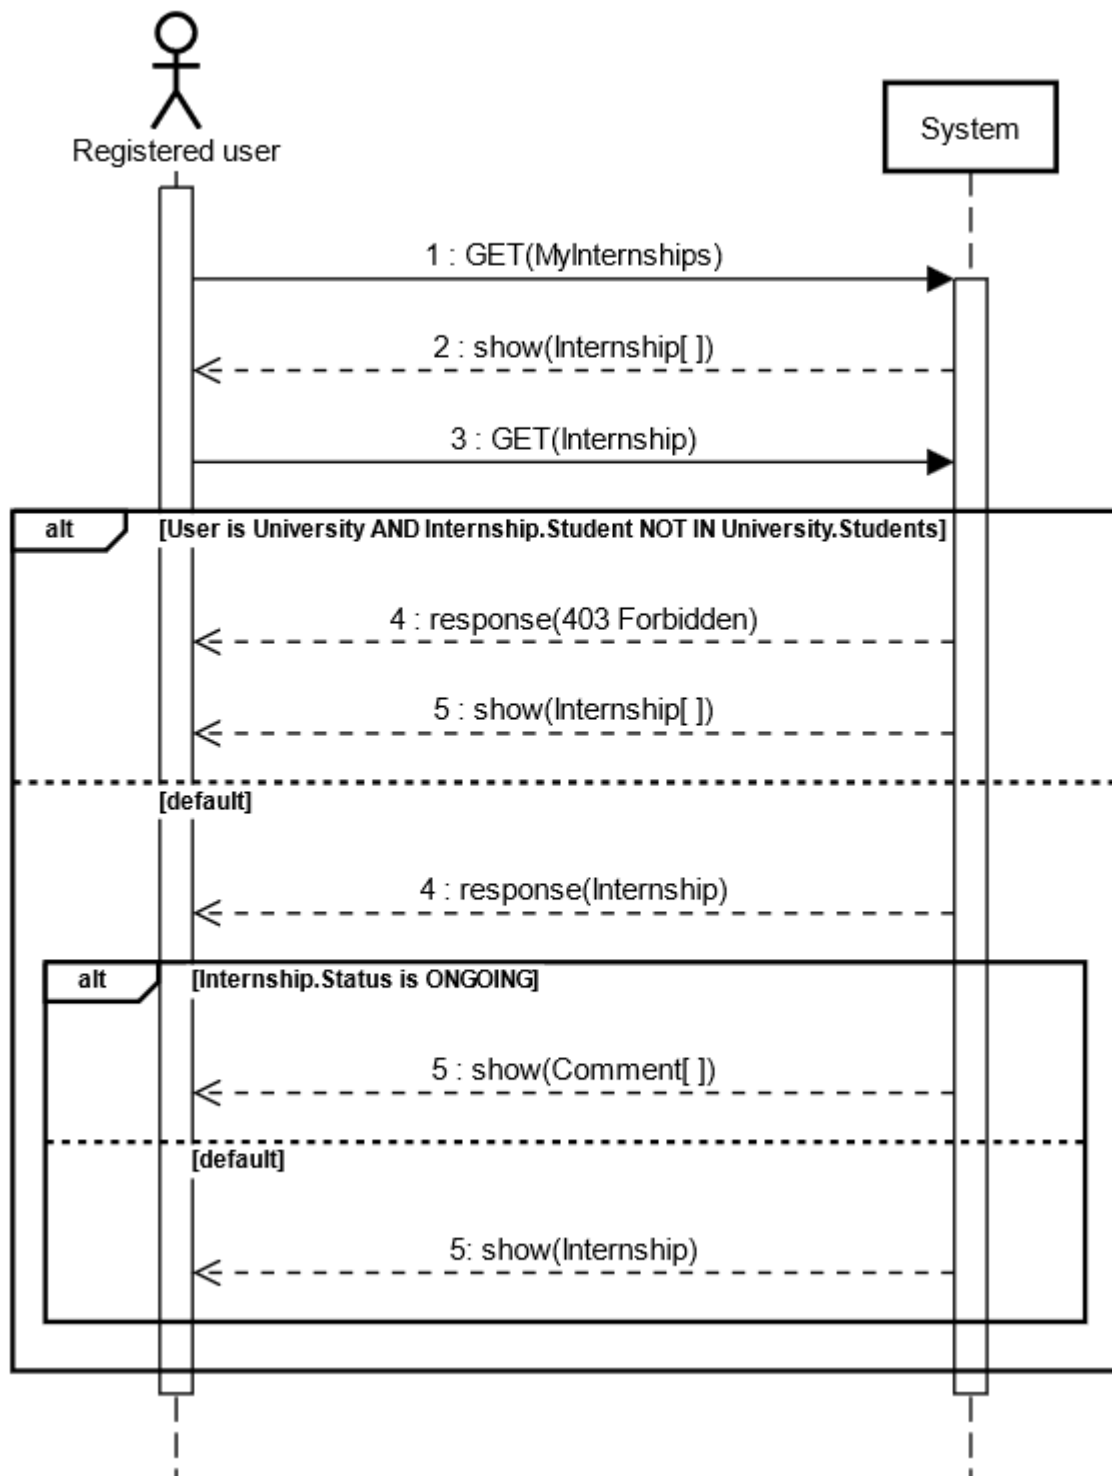 Registered user
System
1 : GET(MyInternships)
2 : show(Internship[ ])
3 : GET(Internship)
alt
[User is University AND Internship.Student NOT IN University.Students]
4 : response(403 Forbidden)
5 : show(Internship[ ])
[default]
4 : response(Internship)
alt
[Internship.Status is ONGOING]
5 : show(Comment[ ])
[default]
5: show(Internship)